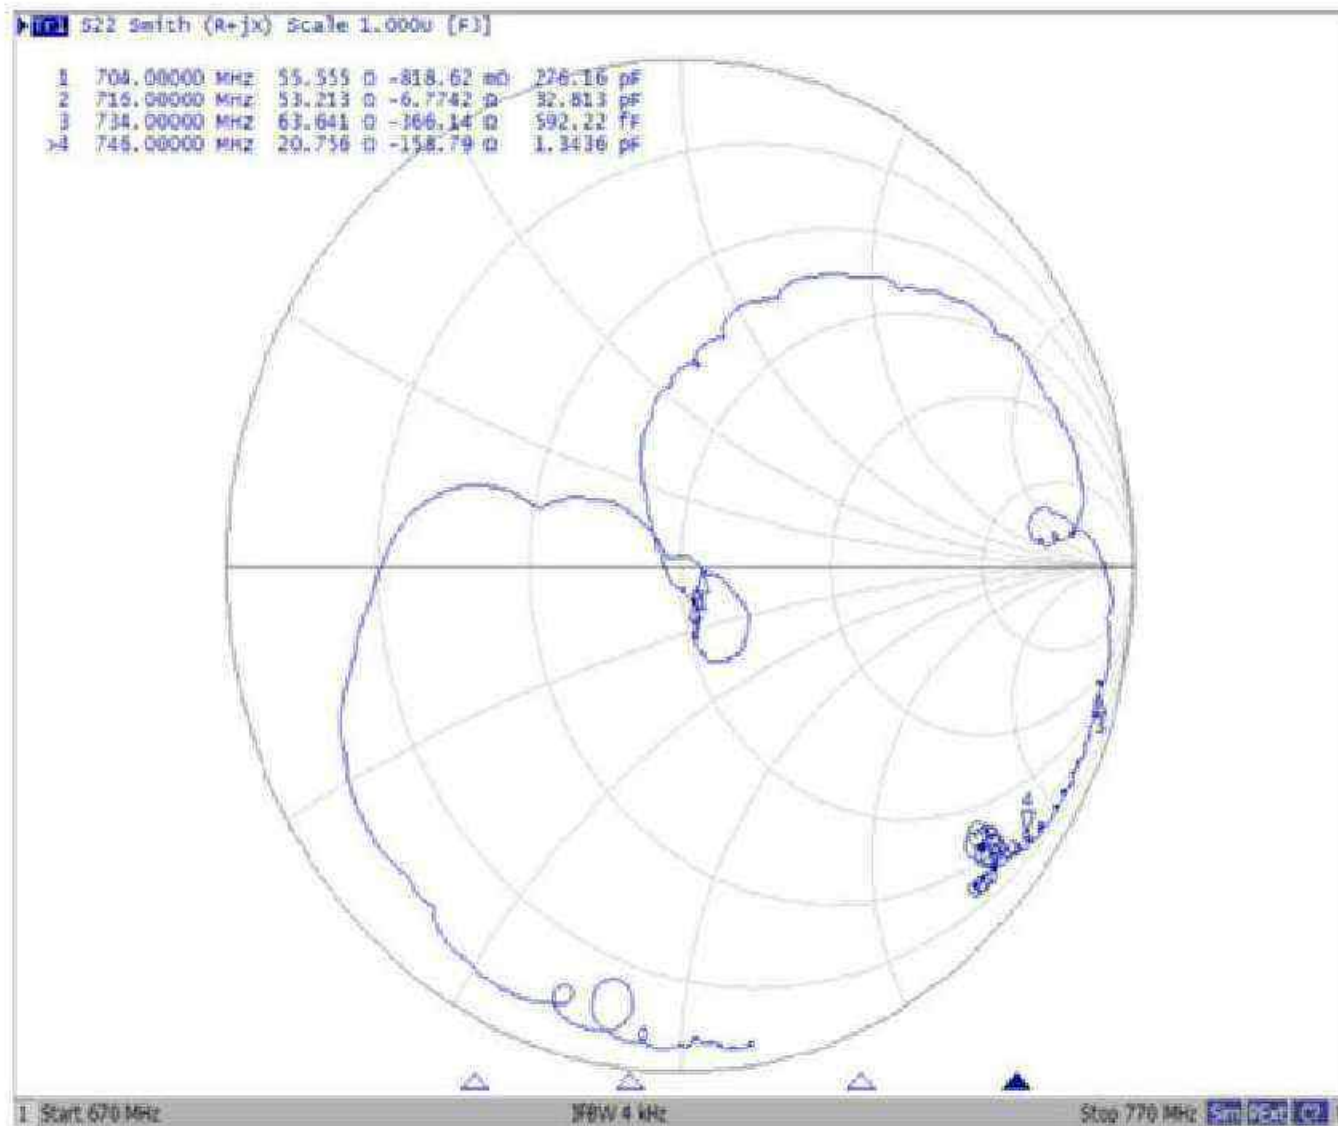 Tr1 S22 Smith (R+jX) Scale 1.000U [F3]
1 704.00000 MHz 55.555 Ω -818.62 mΩ 276.16 pF
2 716.00000 MHz 53.213 Ω -6.7742 Ω 32.813 pF
3 734.00000 MHz 63.641 Ω -366.14 Ω 592.22 fF
>4 746.00000 MHz 20.756 Ω -158.79 Ω 1.3436 pF
1 Start 670 MHz IFBW 4 kHz Stop 770 MHz Sim C?